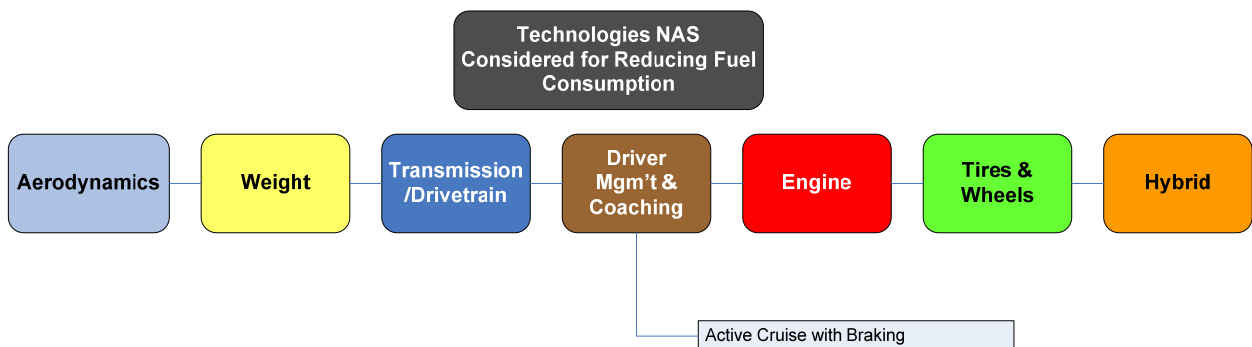 Technologies NAS
Considered for Reducing Fuel
Consumption
Aerodynamics
Weight
Transmission
/Drivetrain
Driver
Mgm't &
Coaching
Engine
Tires &
Wheels
Hybrid
Active Cruise with Braking